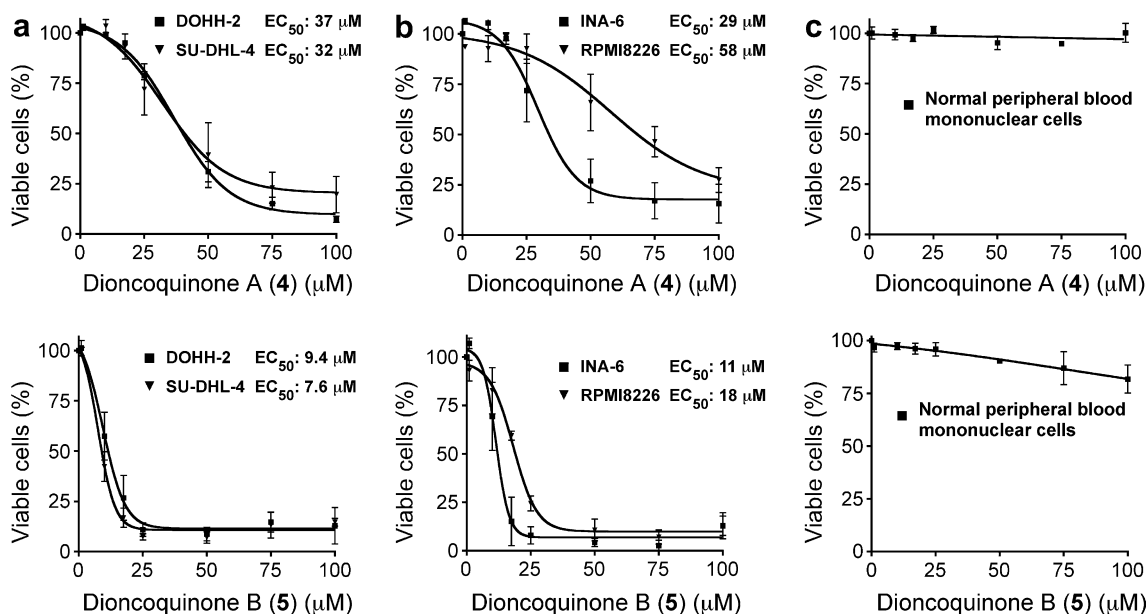 a
DOHH-2 EC50: 37 μM
SU-DHL-4 EC50: 32 μM
Viable cells (%)
100
75
50
25
0
0 25 50 75 100
Dioncoquinone A (4) (μM)
b
INA-6 EC50: 29 μM
RPMI8226 EC50: 58 μM
Viable cells (%)
100
75
50
25
0
0 25 50 75 100
Dioncoquinone A (4) (μM)
c
Normal peripheral blood
mononuclear cells
Viable cells (%)
100
75
50
25
0
0 25 50 75 100
Dioncoquinone A (4) (μM)
DOHH-2 EC50: 9.4 μM
SU-DHL-4 EC50: 7.6 μM
Viable cells (%)
100
75
50
25
0
0 25 50 75 100
Dioncoquinone B (5) (μM)
INA-6 EC50: 11 μM
RPMI8226 EC50: 18 μM
Viable cells (%)
100
75
50
25
0
0 25 50 75 100
Dioncoquinone B (5) (μM)
Normal peripheral blood
mononuclear cells
Viable cells (%)
100
75
50
25
0
0 25 50 75 100
Dioncoquinone B (5) (μM)